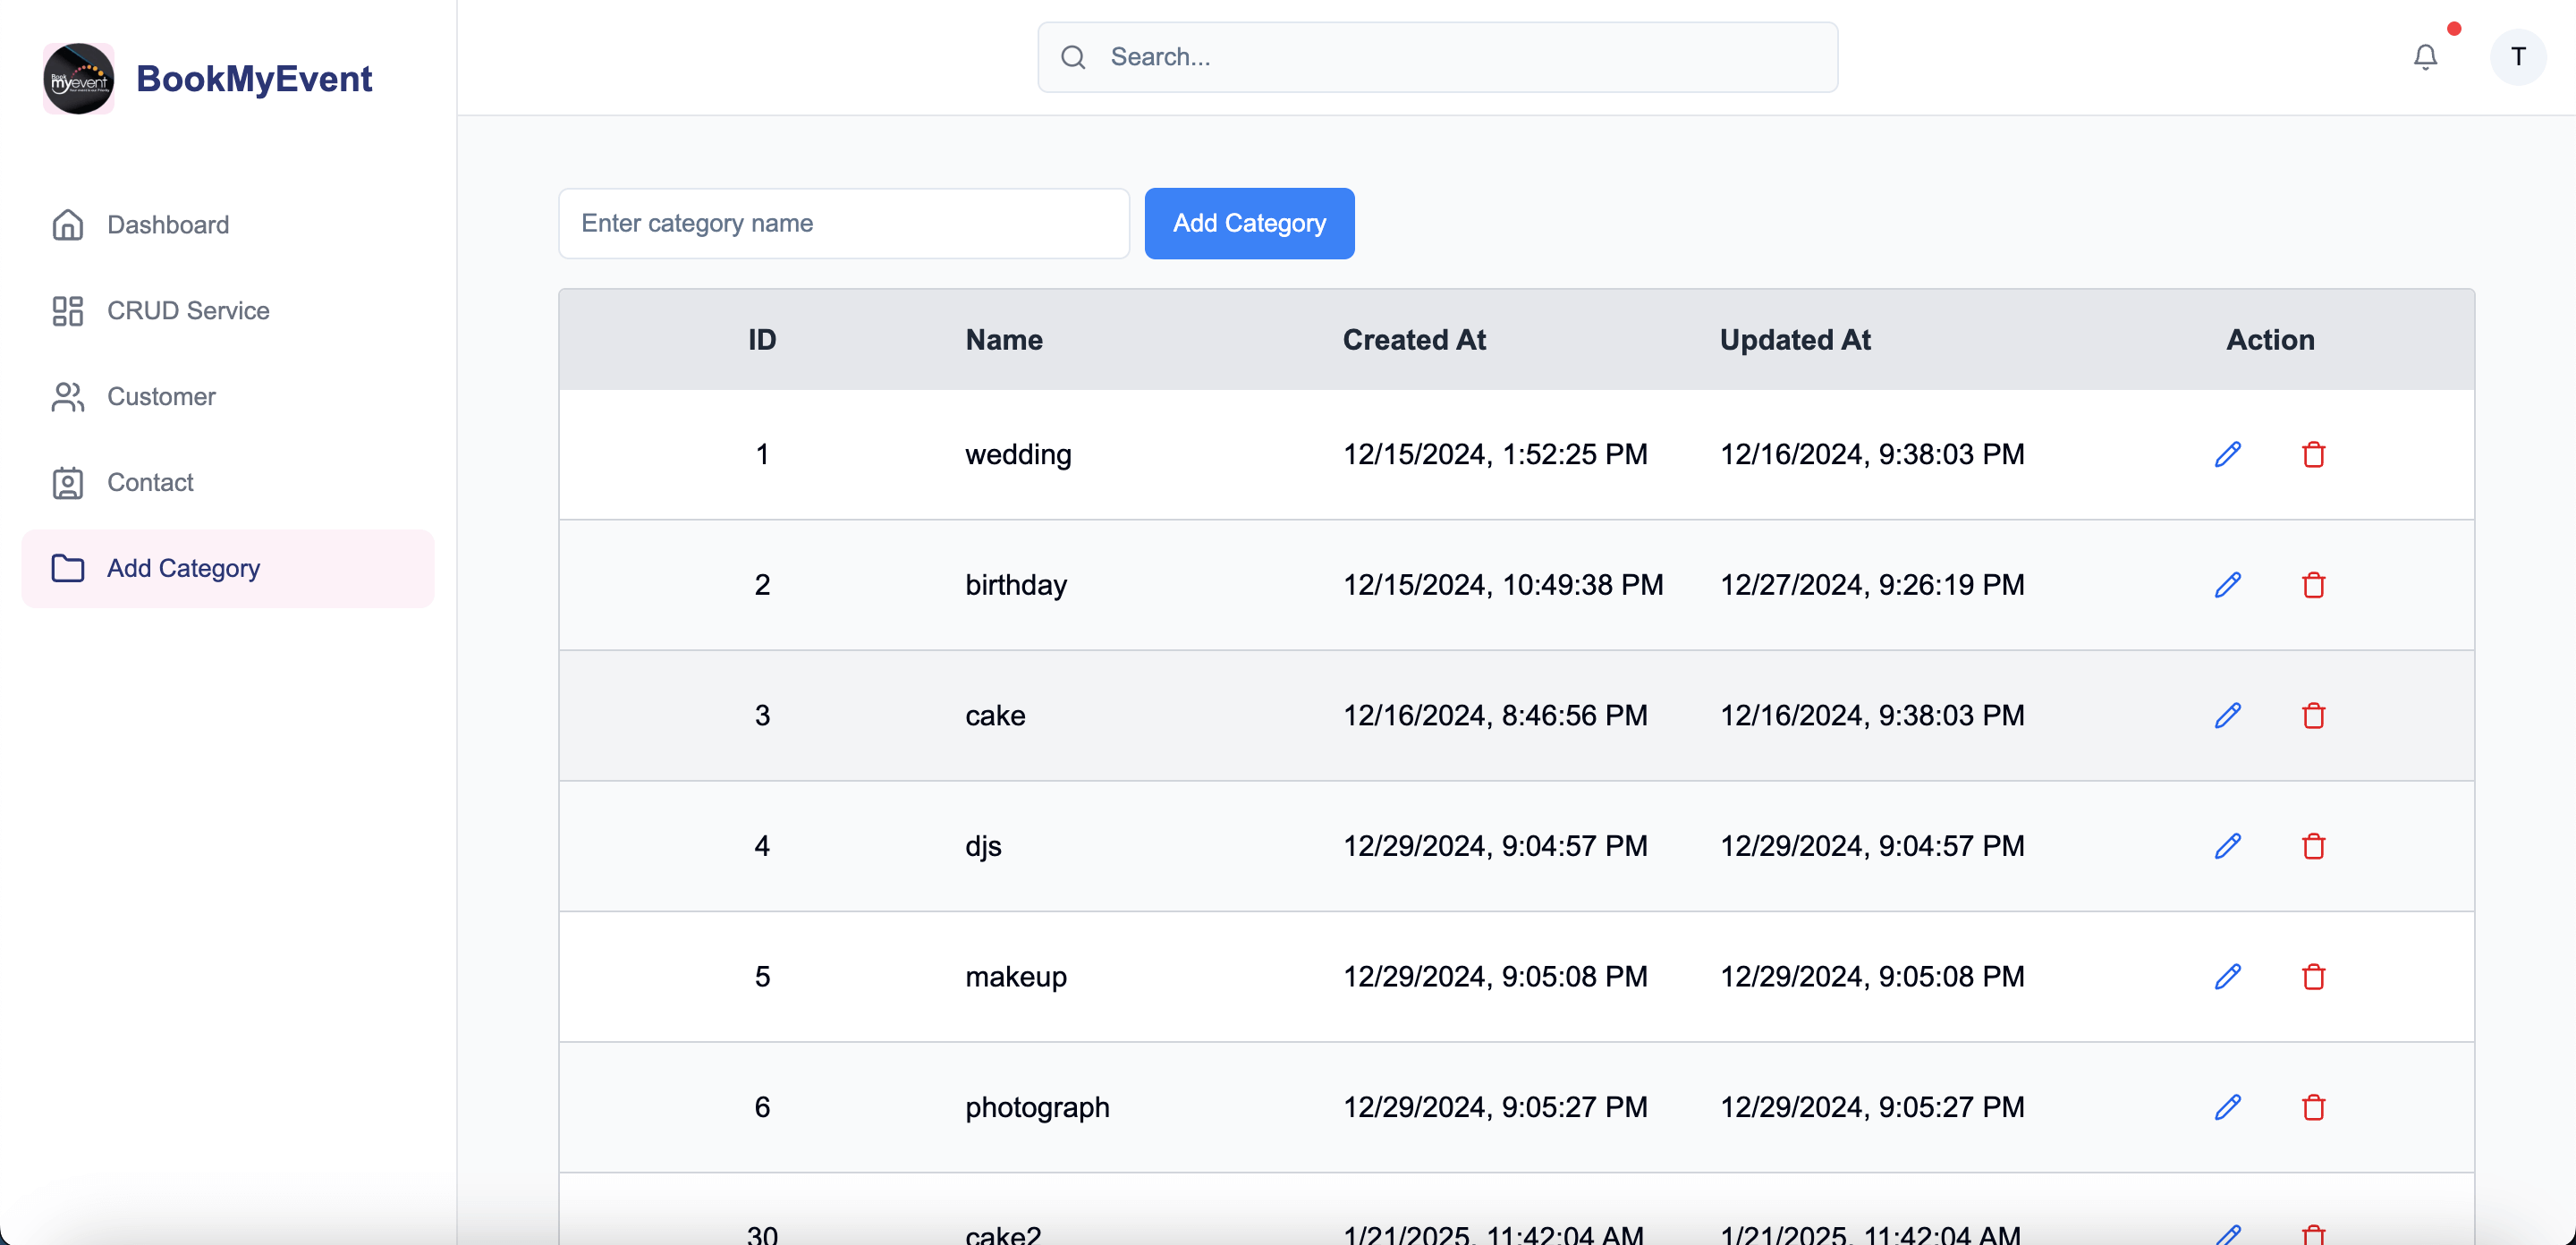 Book
myevent
BookMyEvent
Search...
T
Dashboard
CRUD Service
Customer
Contact
Add Category
Enter category name
Add Category
ID Name Created At Updated At Action
1 wedding 12/15/2024, 1:52:25 PM 12/16/2024, 9:38:03 PM
2 birthday 12/15/2024, 10:49:38 PM 12/27/2024, 9:26:19 PM
3 cake 12/16/2024, 8:46:56 PM 12/16/2024, 9:38:03 PM
4 djs 12/29/2024, 9:04:57 PM 12/29/2024, 9:04:57 PM
5 makeup 12/29/2024, 9:05:08 PM 12/29/2024, 9:05:08 PM
6 photograph 12/29/2024, 9:05:27 PM 12/29/2024, 9:05:27 PM
30 cake2 1/21/2025, 11:42:04 AM 1/21/2025, 11:42:04 AM